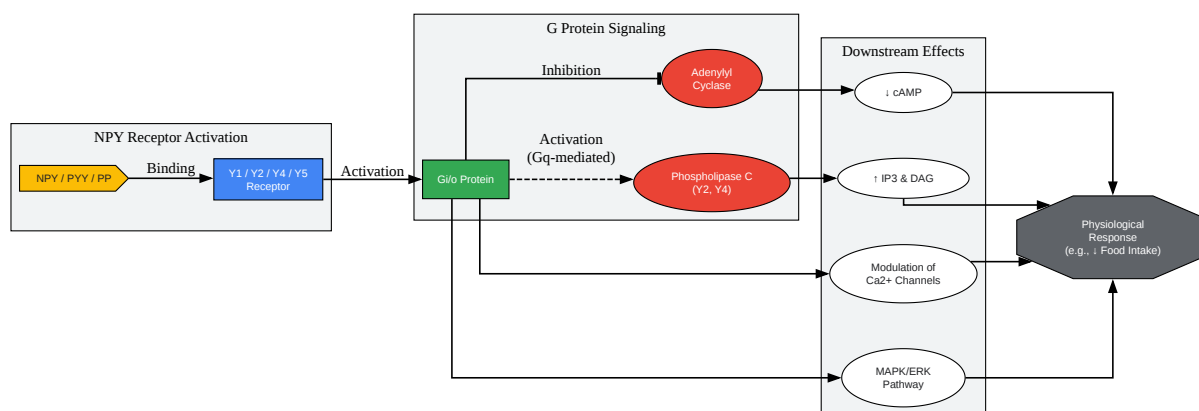 G Protein Signaling
Downstream Effects
Inhibition
Adenylyl
Cyclase
↓ cAMP
NPY Receptor Activation
NPY / PYY / PP
Binding
Y1 / Y2 / Y4 / Y5
Receptor
Activation
Gi/o Protein
Activation
(Gq-mediated)
Phospholipase C
(Y2, Y4)
↑ IP3 & DAG
Physiological
Response
(e.g., ↓ Food Intake)
Modulation of
Ca2+ Channels
MAPK/ERK
Pathway